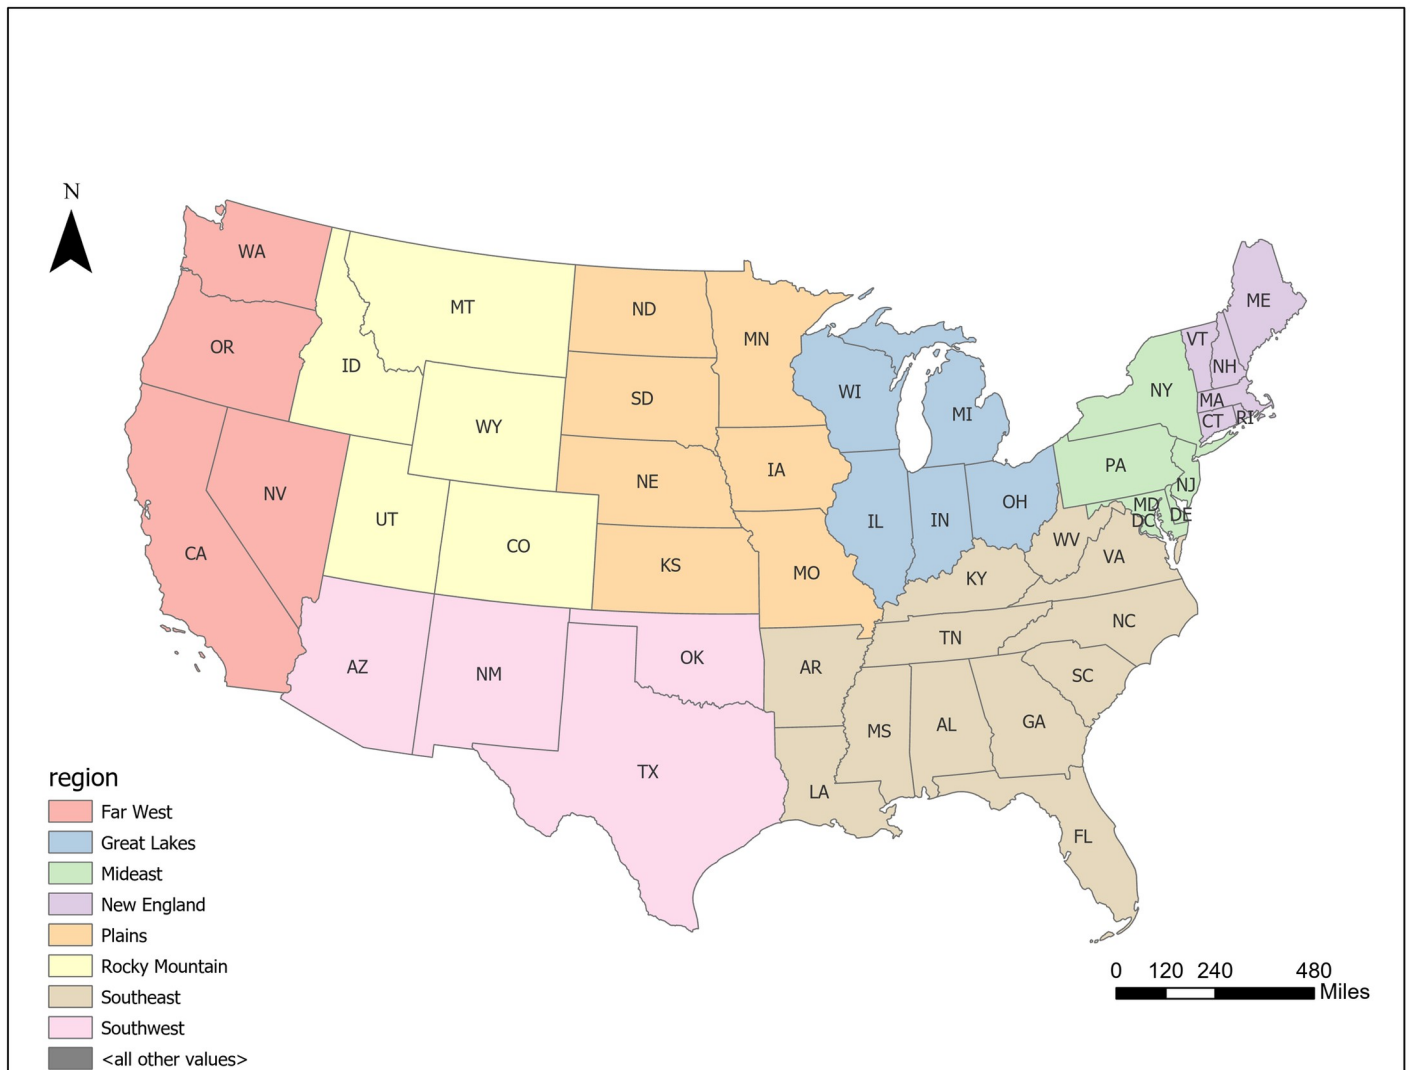 N
WA
MT
ND
MN
ME
OR
ID
SD
WI
MI
VT
NH
NY
MA
CT
RI
WY
NE
IA
PA
NJ
NV
UT
CO
IL
IN
OH
MD
DC
DE
CA
KS
MO
KY
WV
VA
AZ
NM
OK
AR
TN
NC
SC
TX
MS
AL
GA
LA
FL
region
Far West
Great Lakes
Mideast
New England
Plains
Rocky Mountain
Southeast
Southwest
<all other values>
0 120 240 480
Miles